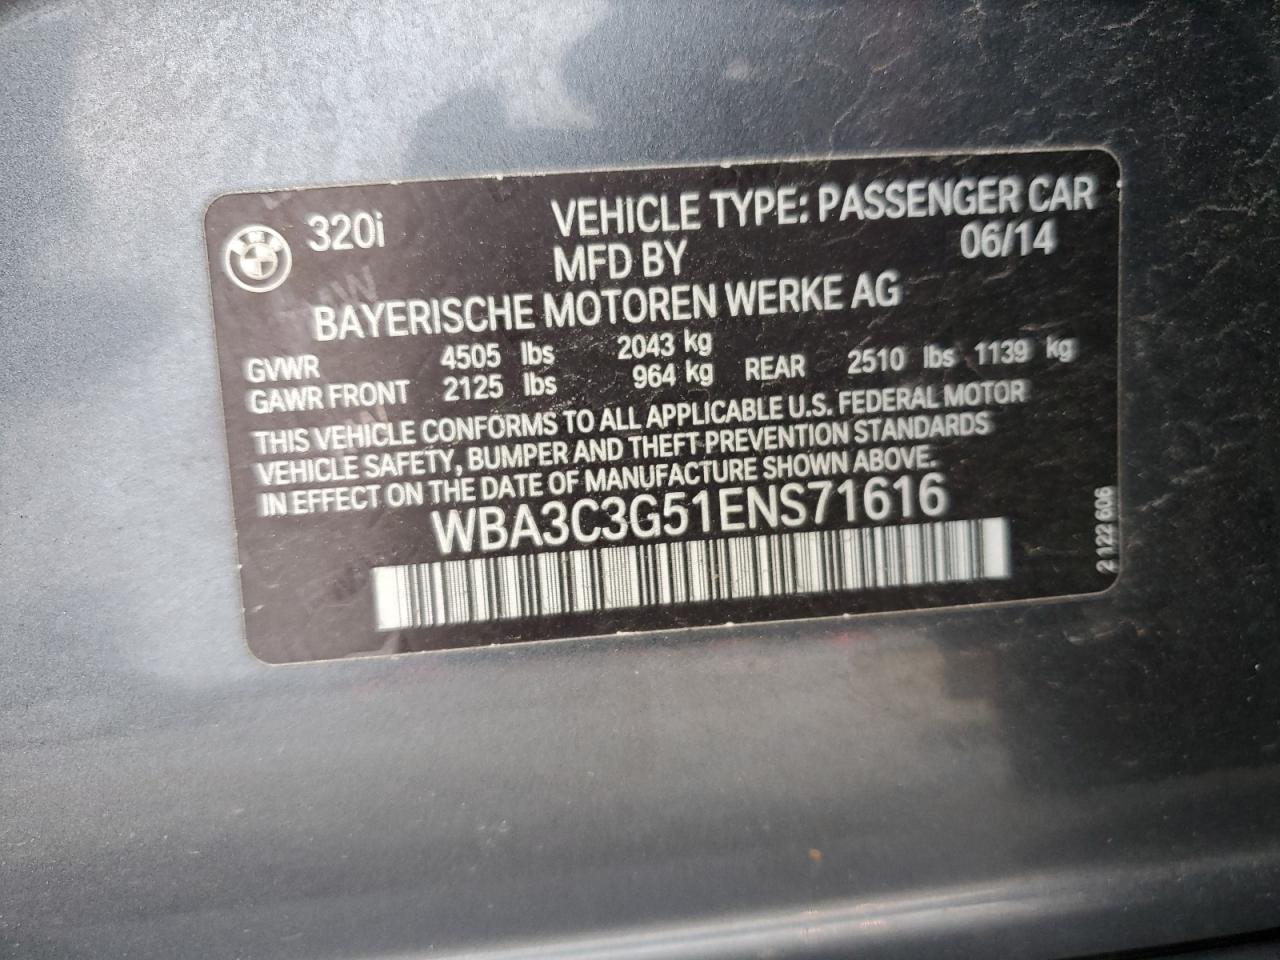 320i VEHICLE TYPE: PASSENGER CAR
MFD BY 06/14
BAYERISCHE MOTOREN WERKE AG
GVWR 4505 lbs 2043 kg
GAWR FRONT 2125 lbs 964 kg REAR 2510 lbs 1139 kg
THIS VEHICLE CONFORMS TO ALL APPLICABLE U.S. FEDERAL MOTOR
VEHICLE SAFETY, BUMPER AND THEFT PREVENTION STANDARDS
IN EFFECT ON THE DATE OF MANUFACTURE SHOWN ABOVE.
WBA3C3G51ENS71616
2 122 606